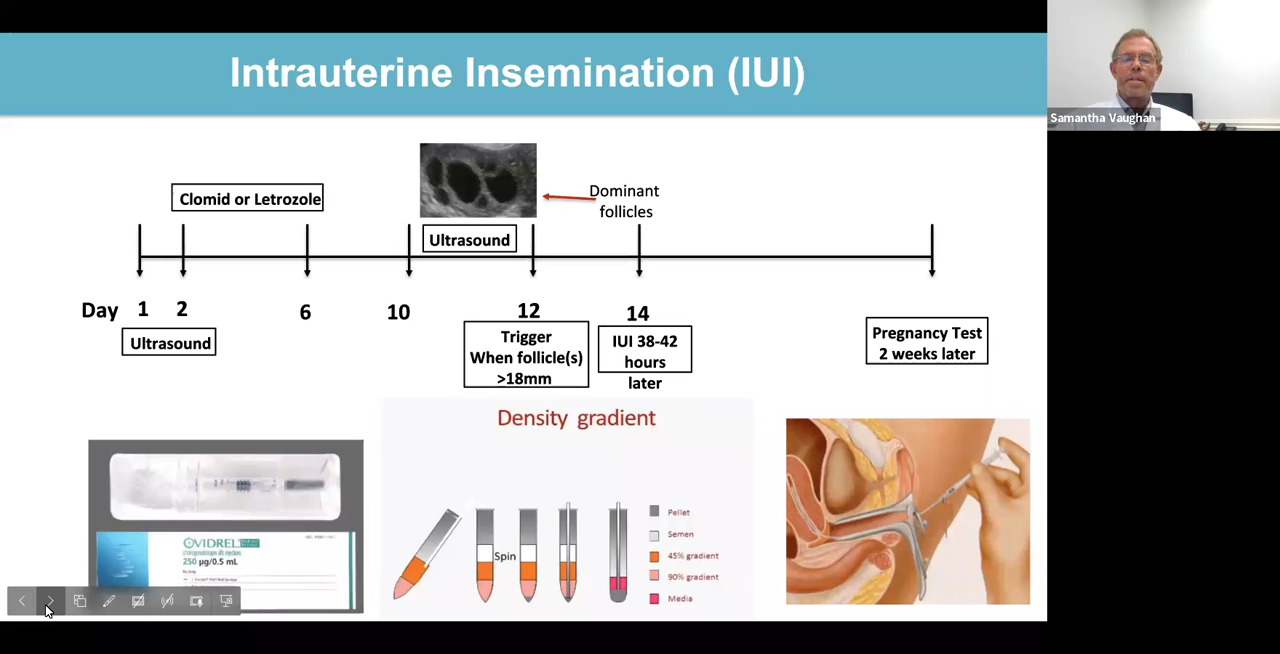 Intrauterine Insemination (IUI)
Samantha Vaughan
Clomid or Letrozole
Dominant
follicles
Ultrasound
Day 1 2 6 10 12 14
Ultrasound
Trigger
When follicle(s)
>18mm
IUI 38-42
hours
later
Pregnancy Test
2 weeks later
Density gradient
Spin
Pellet
Semen
45% gradient
90% gradient
Media
OVIDREL
250 µg/0.5 mL